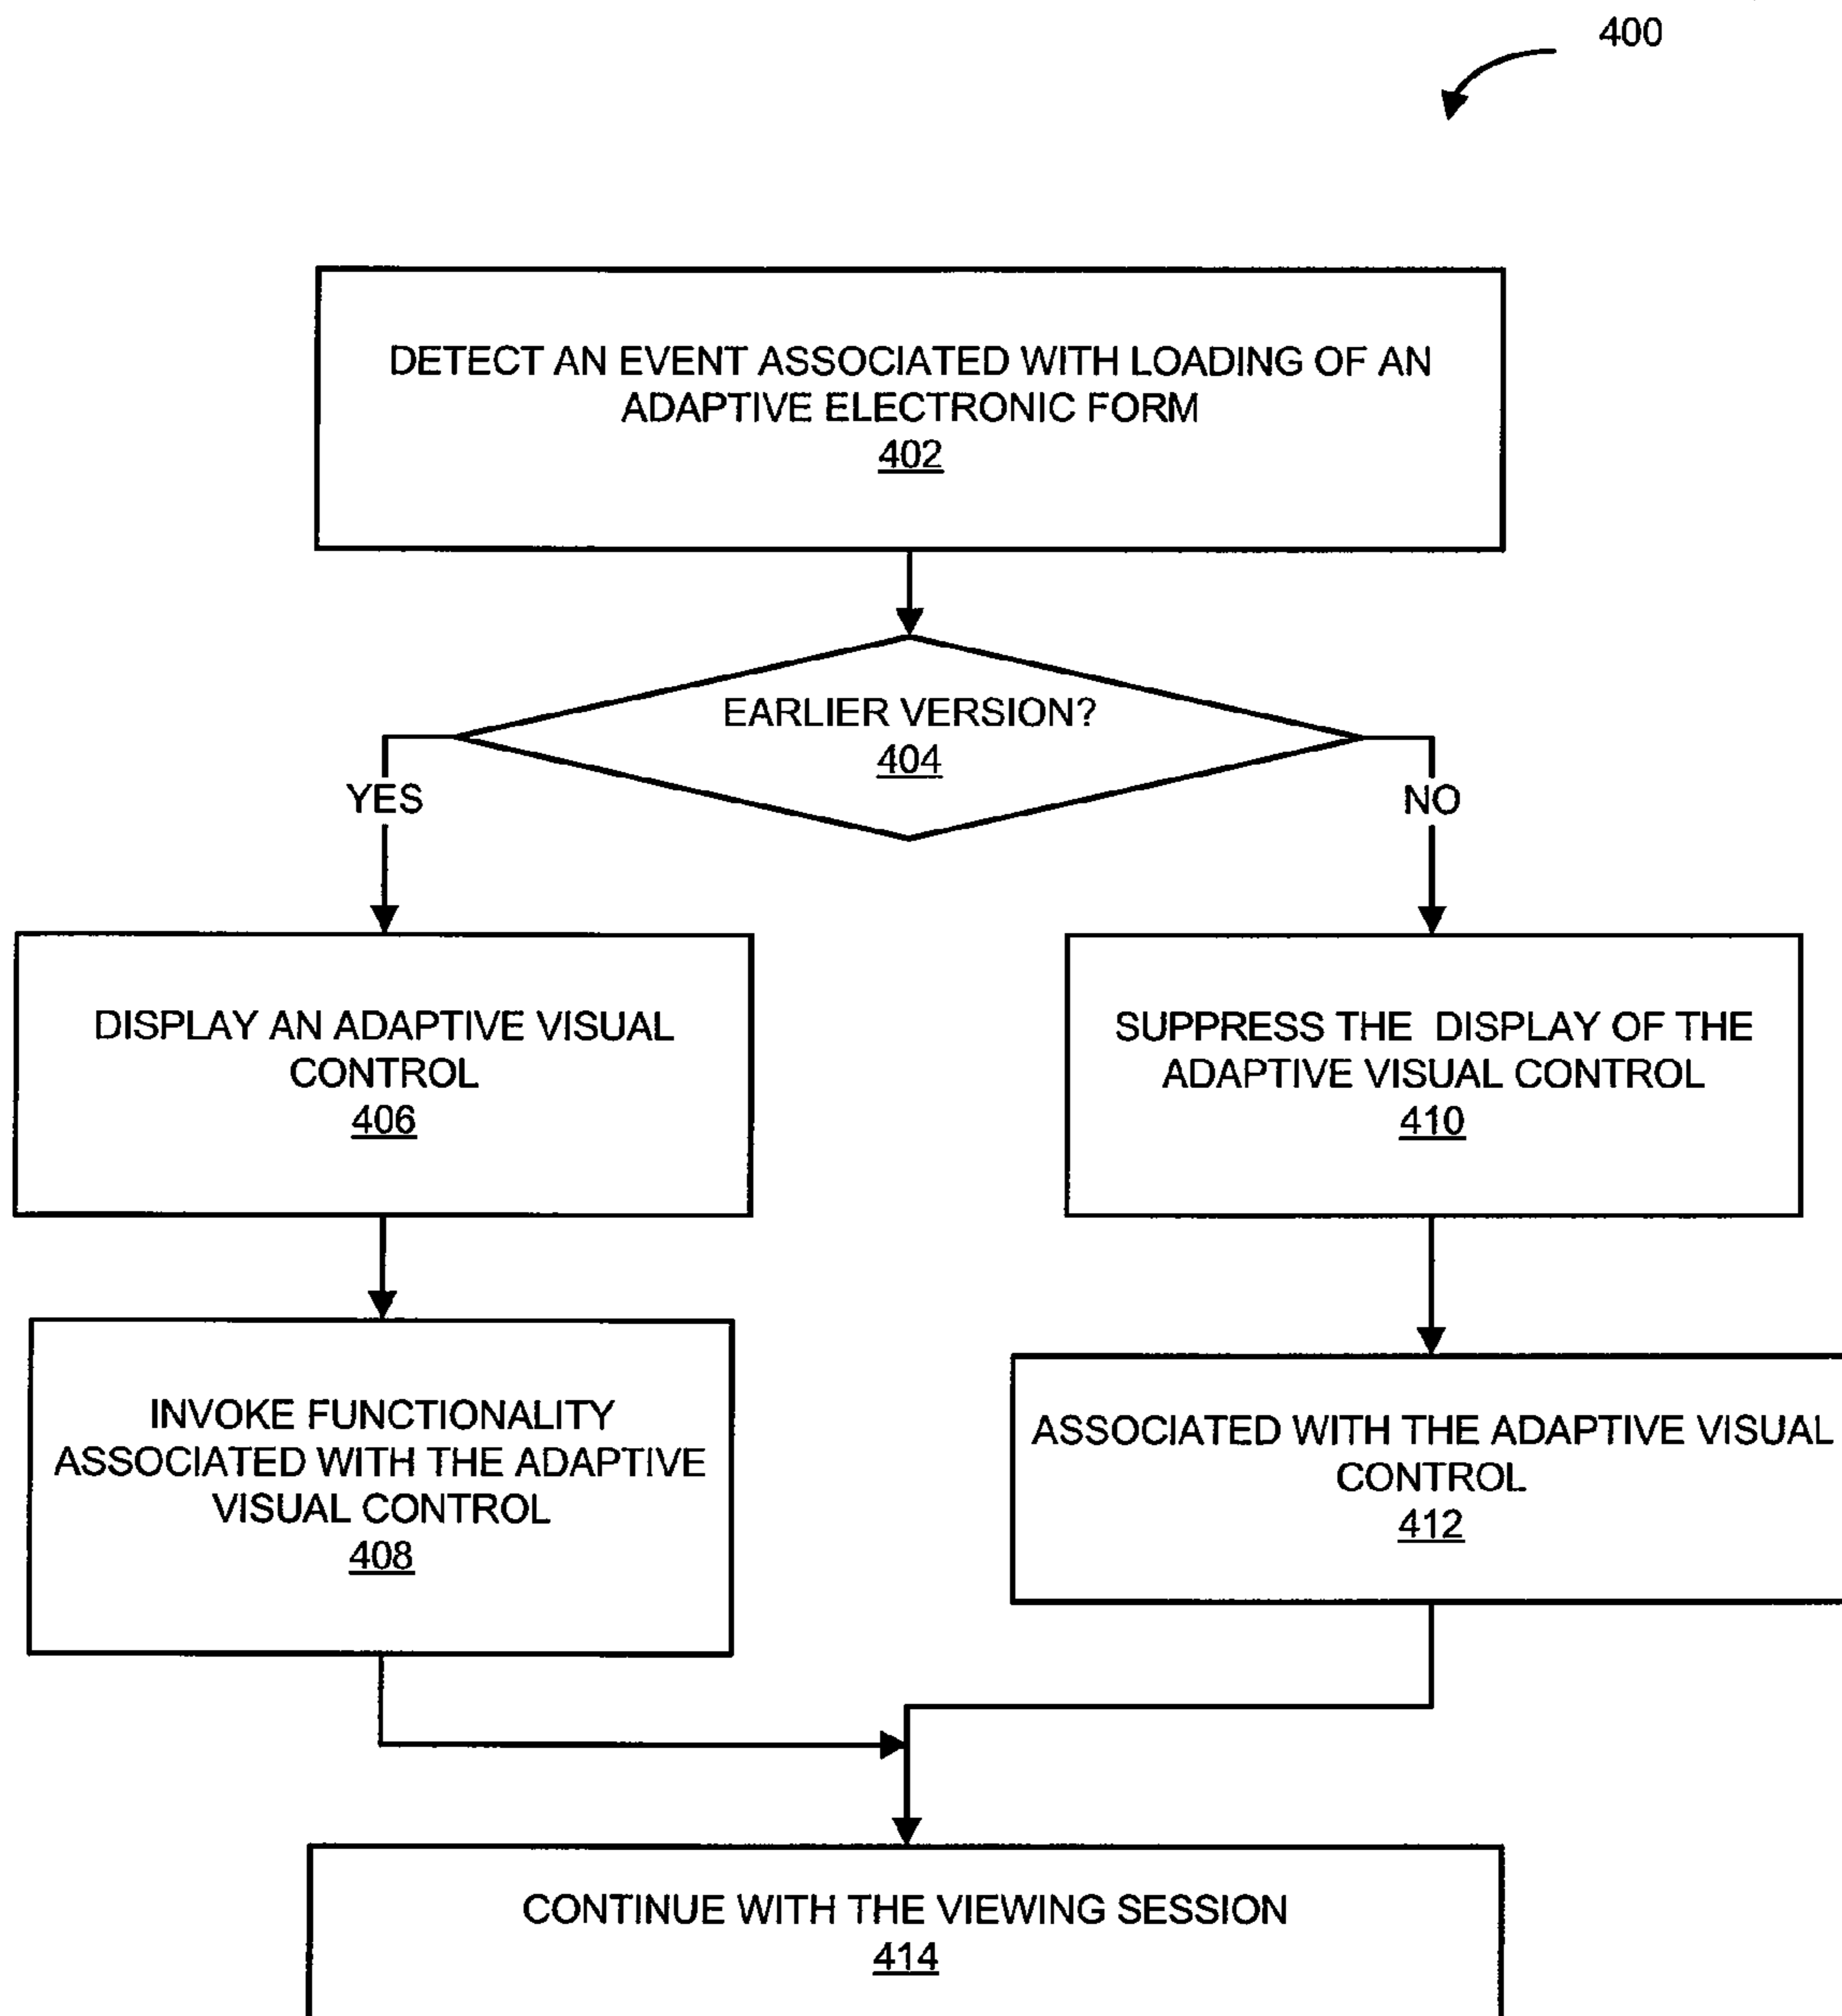 400
DETECT AN EVENT ASSOCIATED WITH LOADING OF AN
ADAPTIVE ELECTRONIC FORM
402
EARLIER VERSION?
404
YES
NO
DISPLAY AN ADAPTIVE VISUAL
CONTROL
406
SUPPRESS THE DISPLAY OF THE
ADAPTIVE VISUAL CONTROL
410
INVOKE FUNCTIONALITY
ASSOCIATED WITH THE ADAPTIVE
VISUAL CONTROL
408
ASSOCIATED WITH THE ADAPTIVE VISUAL
CONTROL
412
CONTINUE WITH THE VIEWING SESSION
414